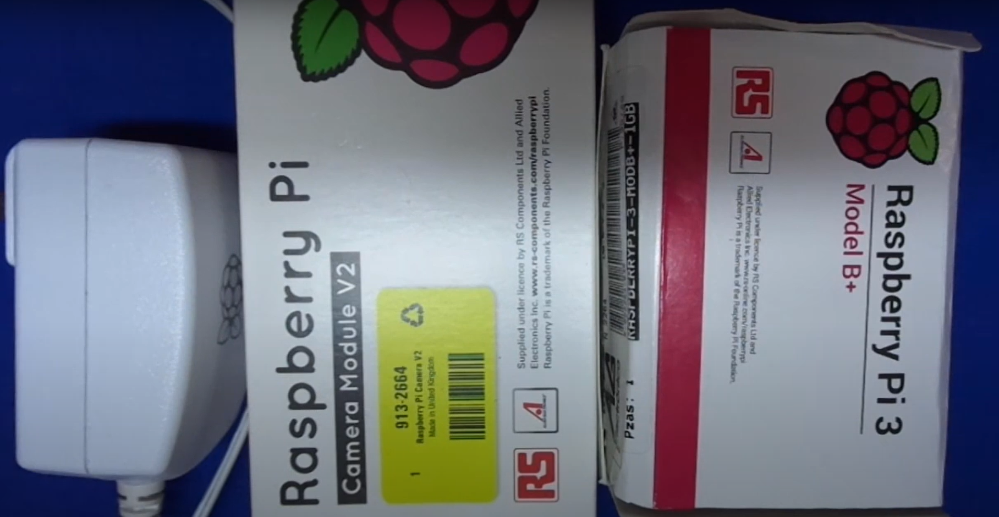 Raspberry Pi
Camera Module V2
913-2664
Raspberry Pi Camera V2
Made in United Kingdom
1
Supplied under licence by RS Components Ltd and Allied
Electronics Inc. www.rs-components.com/raspberrypi
Raspberry Pi is a trademark of the Raspberry Pi Foundation.
RS
A
RASPBERRYPI-3-MODB+-1GB
Pzas: 1
Raspberry Pi 3
Model B+
RS
A
Supplied under licence by RS Components Ltd and
Allied Electronics Inc. www.rs-online.com/raspberrypi
Raspberry Pi is a trademark of the Raspberry Pi Foundation.